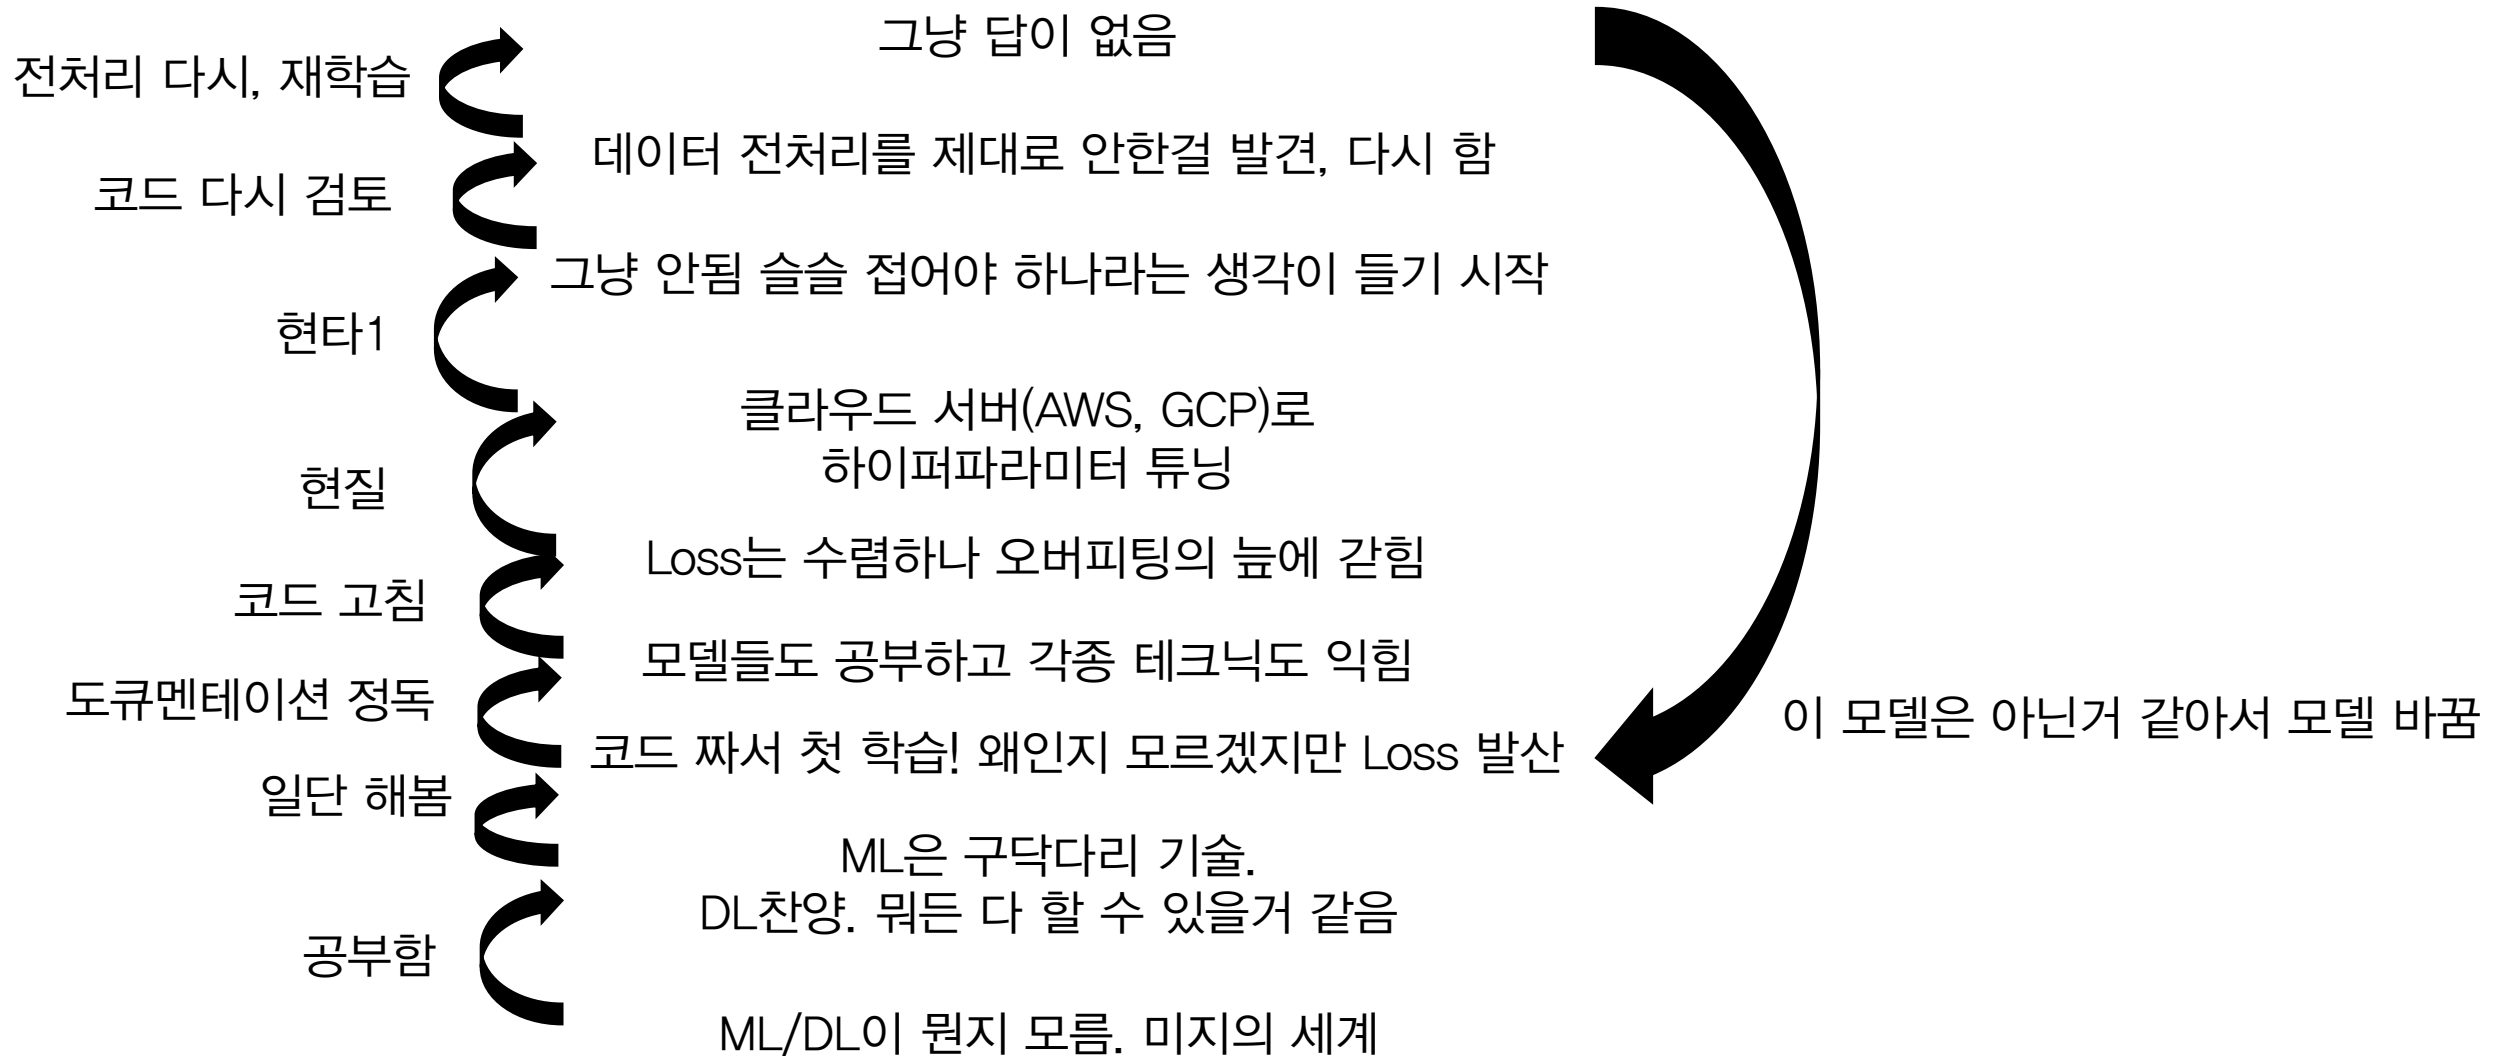 그냥 답이 없음
전처리 다시, 재학습
데이터 전처리를 제대로 안한걸 발견, 다시 함
코드 다시 검토
그냥 안됨 슬슬 접어야 하나라는 생각이 들기 시작
현타1
클라우드 서버(AWS, GCP)로
하이퍼파라미터 튜닝
현실
Loss는 수렴하나 오버피팅의 늪에 갇힘
코드 고침
모델들도 공부하고 각종 테크닉도 익힘
도큐멘테이션 정독
이 모델은 아닌거 같아서 모델 바꿈
코드 짜서 첫 학습! 왜인지 모르겠지만 Loss 발산
일단 해봄
ML은 구닥다리 기술.
DL최양. 뭐든 다 할 수 있을거 같음
공부함
ML/DL이 뭔지 모름. 미지의 세계